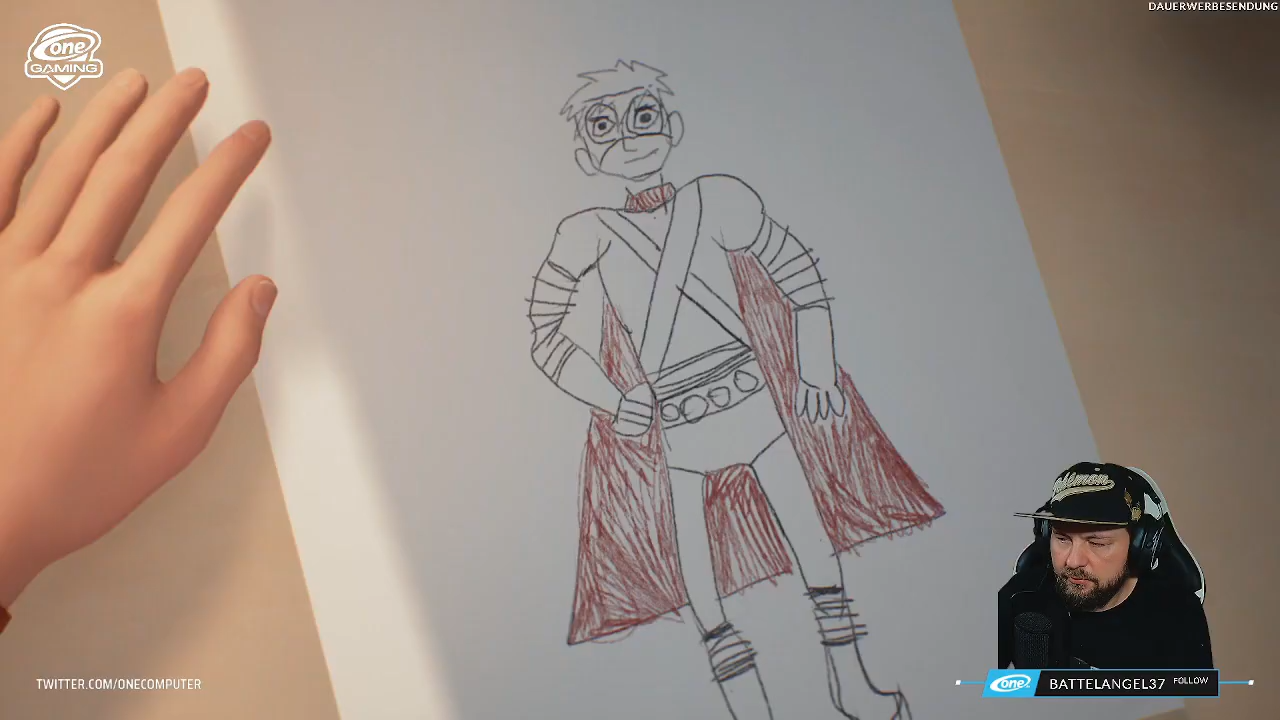 DAUERWERBESENDUNG
one
GAMING
TWITTER.COM/ONECOMPUTER
one
BATTELANGEL37 FOLLOW